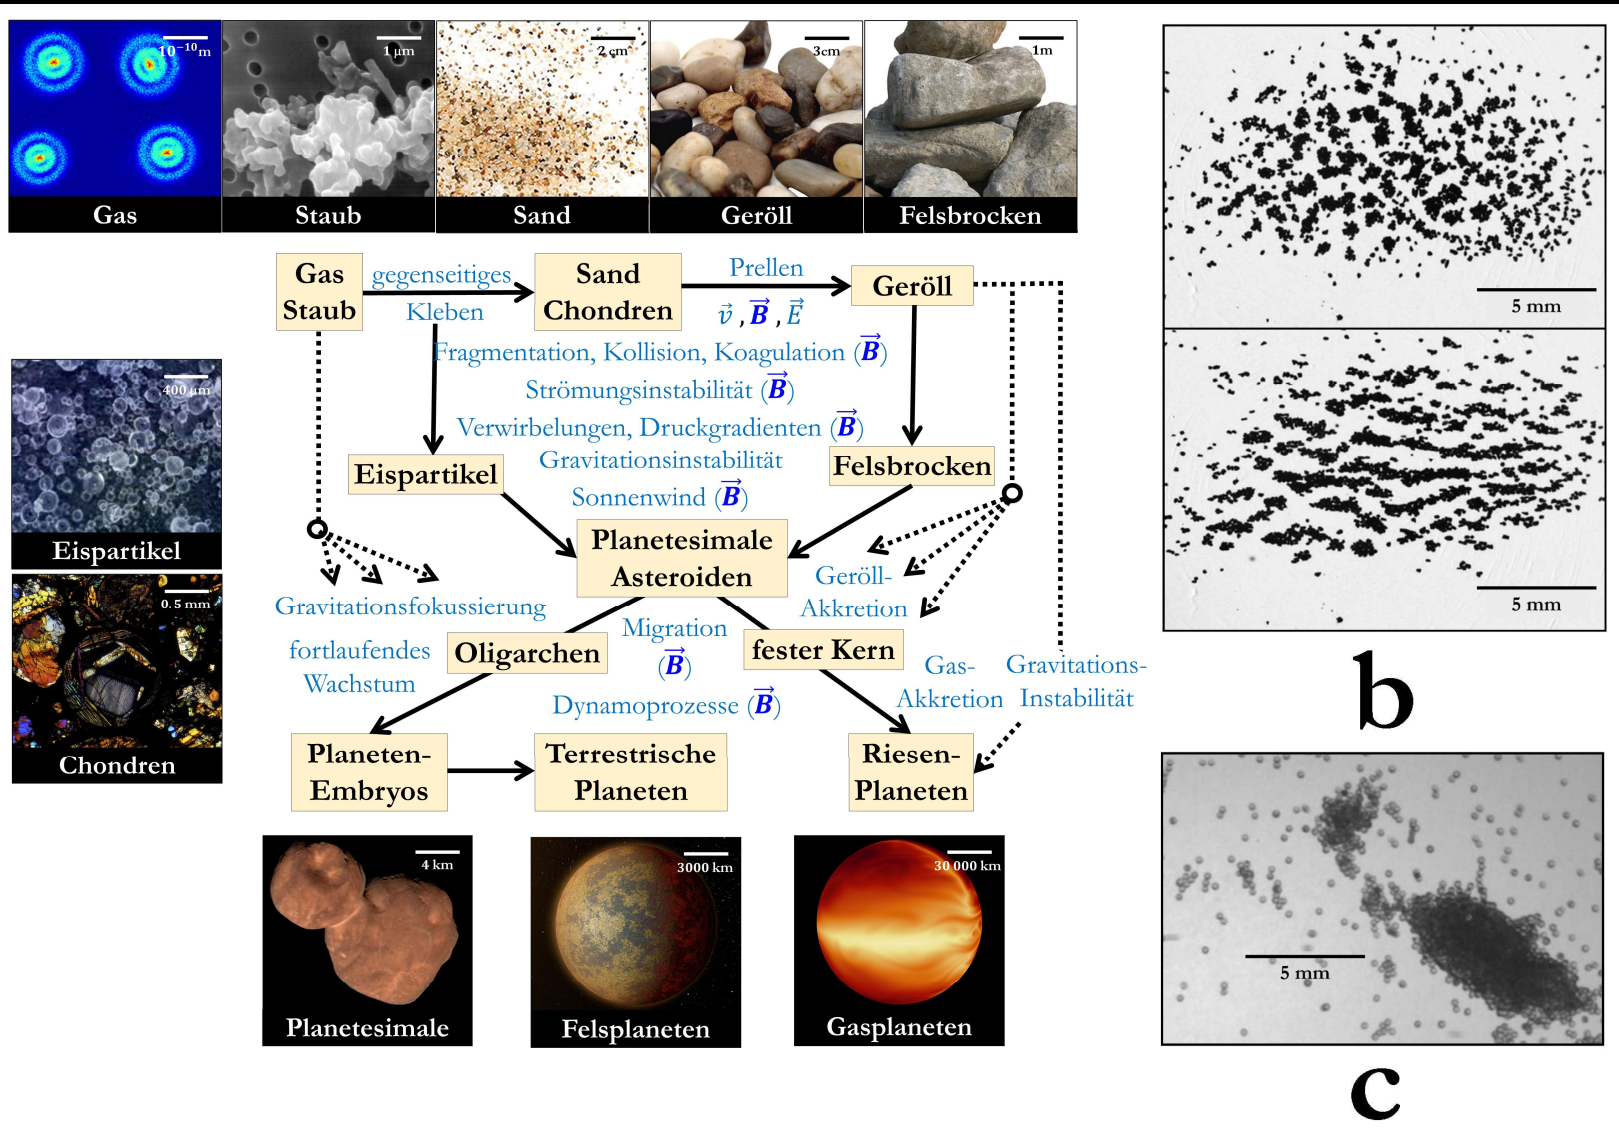 10⁻¹⁰m
1 μm
2 cm
3cm
1m
Gas
Staub
Sand
Geröll
Felsbrocken
Gas
Staub
gegenseitiges
Kleben
Sand
Chondren
Prellen
v⃗ , B⃗ , E⃗
Geröll
Fragmentation, Kollision, Koagulation (B⃗)
Strömungsinstabilität (B⃗)
Verwirbelungen, Druckgradienten (B⃗)
Gravitationsinstabilität
Sonnenwind (B⃗)
Eispartikel
Felsbrocken
Planetesimale
Asteroiden
Geröll-
Akkretion
Gravitationsfokussierung
fortlaufendes
Wachstum
Oligarchen
Migration
(B⃗)
fester Kern
Gas-
Akkretion
Gravitations-
Instabilität
Dynamoprozesse (B⃗)
Planeten-
Embryos
Terrestrische
Planeten
Riesen-
Planeten
400 μm
Eispartikel
0.5 mm
Chondren
4 km
Planetesimale
3000 km
Felsplaneten
30 000 km
Gasplaneten
5 mm
5 mm
b
5 mm
c